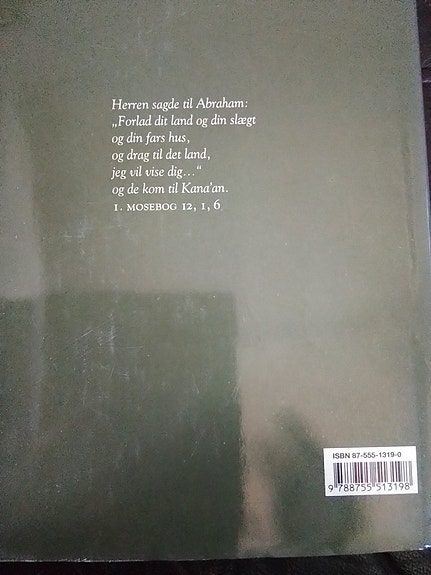 Herren sagde til Abraham:
„Forlad dit land og din slægt
og din fars hus,
og drag til det land,
jeg vil vise dig...“
og de kom til Kana'an.
1. MOSEBOG 12, 1, 6
ISBN 87-555-1319-0
9 788755 513198